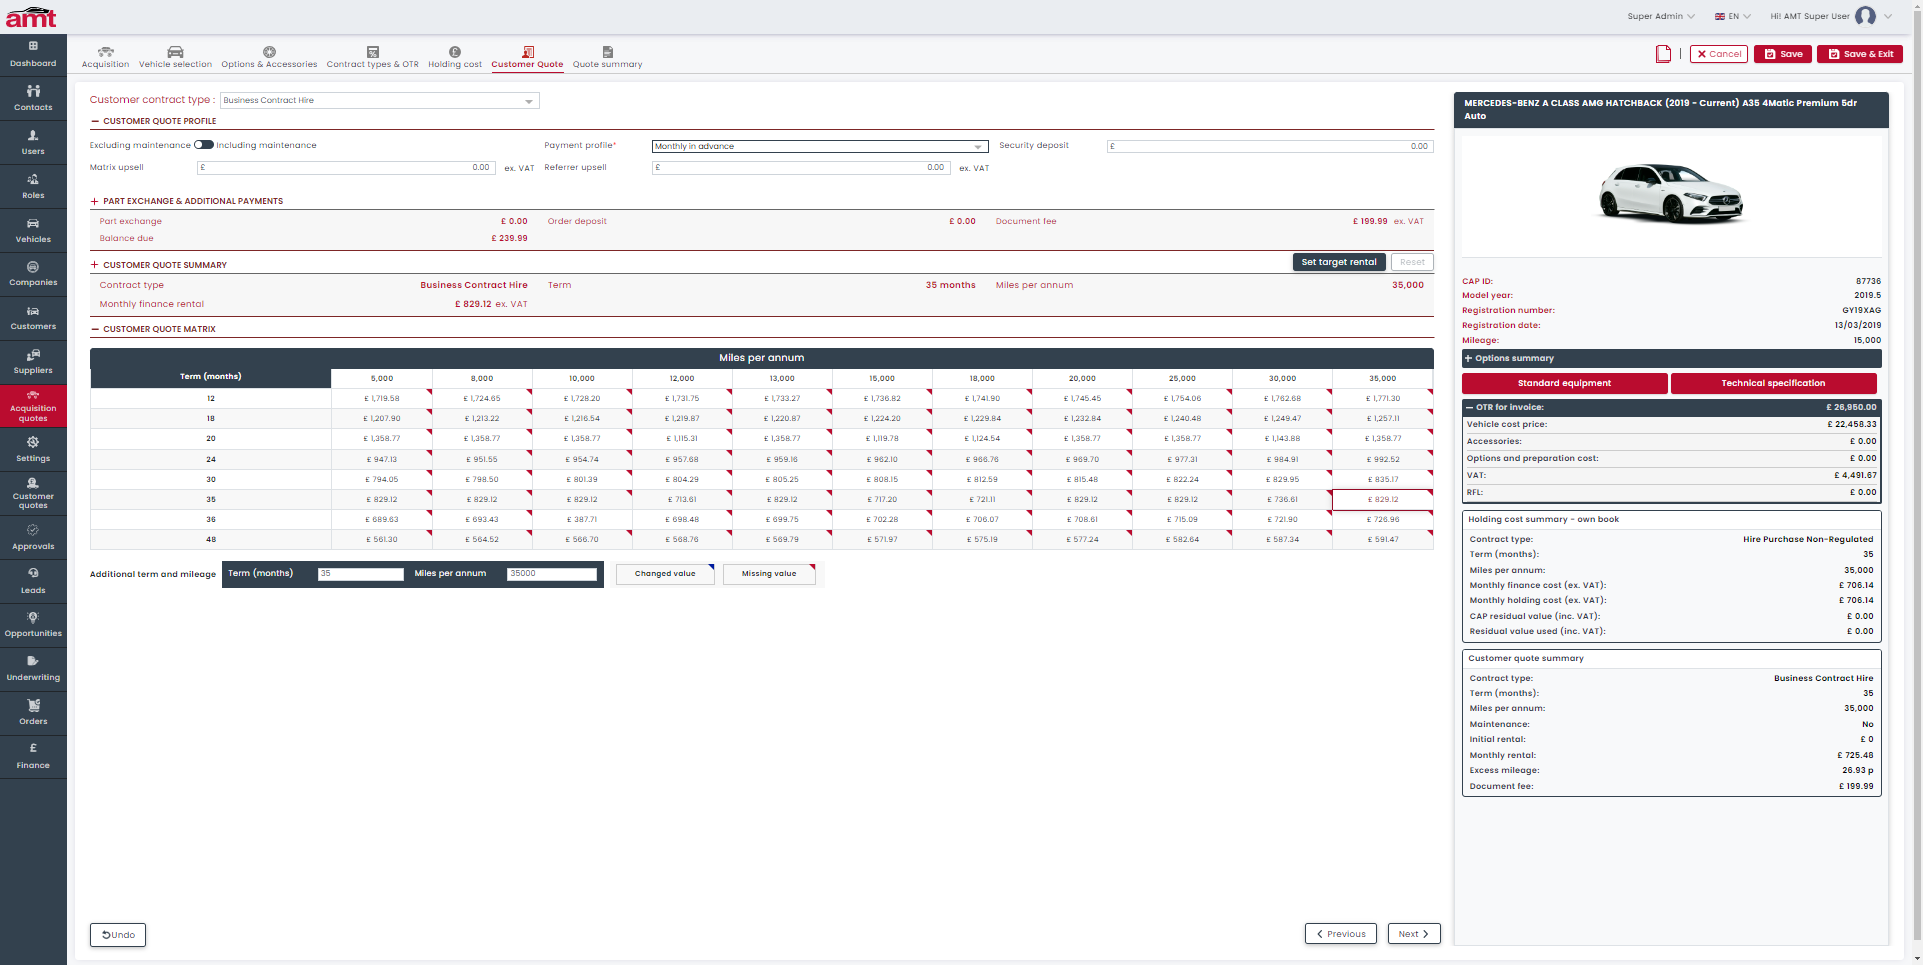 amt
Super Admin
EN
Hi! AMT Super User
Dashboard
Contacts
Users
Roles
Vehicles
Companies
Customers
Suppliers
Acquisition
quotes
Settings
Customer
quotes
Approvals
Leads
Opportunities
Underwriting
Orders
£
Finance
Acquisition
Vehicle selection
Options & Accessories
Contract types & OTR
Holding cost
Customer Quote
Quote summary
Cancel
Save
Save & Exit
Customer contract type : Business Contract Hire
CUSTOMER QUOTE PROFILE
Excluding maintenance Including maintenance
Payment profile* Monthly in advance
Security deposit £ 0.00
Matrix upsell £ 0.00 ex. VAT
Referrer upsell £ 0.00 ex. VAT
+ PART EXCHANGE & ADDITIONAL PAYMENTS
Part exchange £ 0.00 Order deposit £ 0.00 Document fee £ 199.99 ex. VAT
Balance due £ 239.99
+ CUSTOMER QUOTE SUMMARY
Set target rental
Reset
Contract type Business Contract Hire Term 35 months Miles per annum 35,000
Monthly finance rental £ 829.12 ex. VAT
CUSTOMER QUOTE MATRIX
Miles per annum
Term (months)
5,000 8,000 10,000 12,000 13,000 15,000 18,000 20,000 25,000 30,000 35,000
12 £ 1,719.58 £ 1,724.65 £ 1,728.20 £ 1,731.75 £ 1,733.27 £ 1,736.82 £ 1,741.90 £ 1,745.45 £ 1,754.06 £ 1,762.68 £ 1,771.30
18 £ 1,207.90 £ 1,213.22 £ 1,216.54 £ 1,219.87 £ 1,220.87 £ 1,224.20 £ 1,229.84 £ 1,232.84 £ 1,240.48 £ 1,249.47 £ 1,257.11
20 £ 1,358.77 £ 1,358.77 £ 1,358.77 £ 1,115.31 £ 1,358.77 £ 1,119.78 £ 1,124.54 £ 1,358.77 £ 1,358.77 £ 1,143.88 £ 1,358.77
24 £ 947.13 £ 951.55 £ 954.74 £ 957.68 £ 959.16 £ 962.10 £ 966.76 £ 969.70 £ 977.31 £ 984.91 £ 992.52
30 £ 794.05 £ 798.50 £ 801.39 £ 804.29 £ 805.25 £ 808.15 £ 812.59 £ 815.48 £ 822.24 £ 829.95 £ 835.17
35 £ 829.12 £ 829.12 £ 829.12 £ 713.61 £ 829.12 £ 717.20 £ 721.11 £ 829.12 £ 829.12 £ 736.61 £ 829.12
36 £ 689.63 £ 693.43 £ 387.71 £ 698.48 £ 699.75 £ 702.28 £ 706.07 £ 708.61 £ 715.09 £ 721.90 £ 726.96
48 £ 561.30 £ 564.52 £ 566.70 £ 568.76 £ 569.79 £ 571.97 £ 575.19 £ 577.24 £ 582.64 £ 587.34 £ 591.47
Additional term and mileage Term (months) 35 Miles per annum 35000 Changed value Missing value
Undo
Previous
Next
MERCEDES-BENZ A CLASS AMG HATCHBACK (2019 - Current) A35 4Matic Premium 5dr
Auto
CAP ID: 87736
Model year: 2019.5
Registration number: GY19XAG
Registration date: 13/03/2019
Mileage: 15,000
+ Options summary
Standard equipment
Technical specification
OTR for invoice: £ 26,950.00
Vehicle cost price: £ 22,458.33
Accessories: £ 0.00
Options and preparation cost: £ 0.00
VAT: £ 4,491.67
RFL: £ 0.00
Holding cost summary - own book
Contract type: Hire Purchase Non-Regulated
Term (months): 35
Miles per annum: 35,000
Monthly finance cost (ex. VAT): £ 706.14
Monthly holding cost (ex. VAT): £ 706.14
CAP residual value (inc. VAT): £ 0.00
Residual value used (inc. VAT): £ 0.00
Customer quote summary
Contract type: Business Contract Hire
Term (months): 35
Miles per annum: 35,000
Maintenance: No
Initial rental: £ 0
Monthly rental: £ 725.48
Excess mileage: 26.93 p
Document fee: £ 199.99